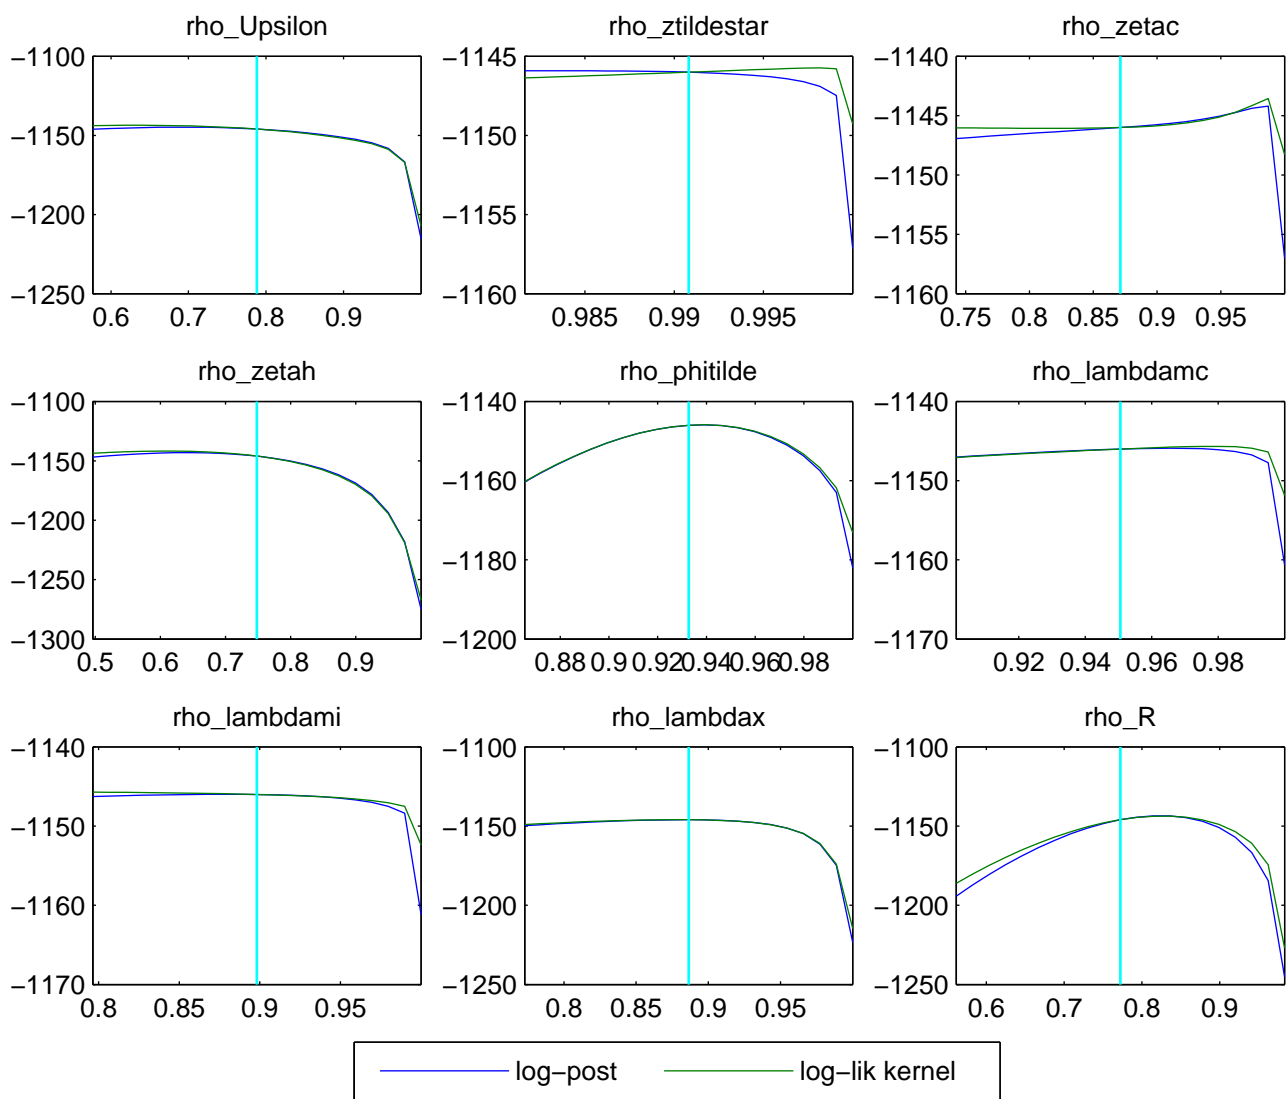 rho_Upsilon
−1100
−1150
−1200
−1250
0.6 0.7 0.8 0.9
rho_ztildestar
−1145
−1150
−1155
−1160
0.985 0.99 0.995
rho_zetac
−1140
−1145
−1150
−1155
−1160
0.75 0.8 0.85 0.9 0.95
rho_zetah
−1100
−1150
−1200
−1250
−1300
0.5 0.6 0.7 0.8 0.9
rho_phitilde
−1140
−1160
−1180
−1200
0.88 0.9 0.92 0.94 0.96 0.98
rho_lambdamc
−1140
−1150
−1160
−1170
0.92 0.94 0.96 0.98
rho_lambdami
−1140
−1150
−1160
−1170
0.8 0.85 0.9 0.95
rho_lambdax
−1100
−1150
−1200
−1250
0.8 0.85 0.9 0.95
rho_R
−1100
−1150
−1200
−1250
0.6 0.7 0.8 0.9
log−post log−lik kernel